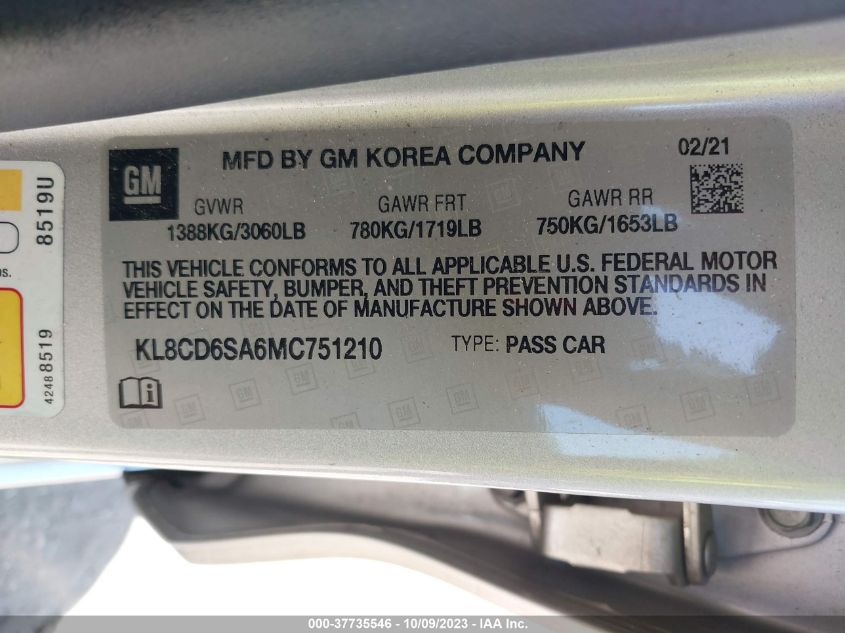 MFD BY GM KOREA COMPANY
02/21
GM
GVWR
GAWR FRT
GAWR RR
1388KG/3060LB
780KG/1719LB
750KG/1653LB
THIS VEHICLE CONFORMS TO ALL APPLICABLE U.S. FEDERAL MOTOR
VEHICLE SAFETY, BUMPER, AND THEFT PREVENTION STANDARDS IN
EFFECT ON THE DATE OF MANUFACTURE SHOWN ABOVE.
KL8CD6SA6MC751210
TYPE: PASS CAR
8519U
42488519
000-37735546 - 10/09/2023 - IAA Inc.